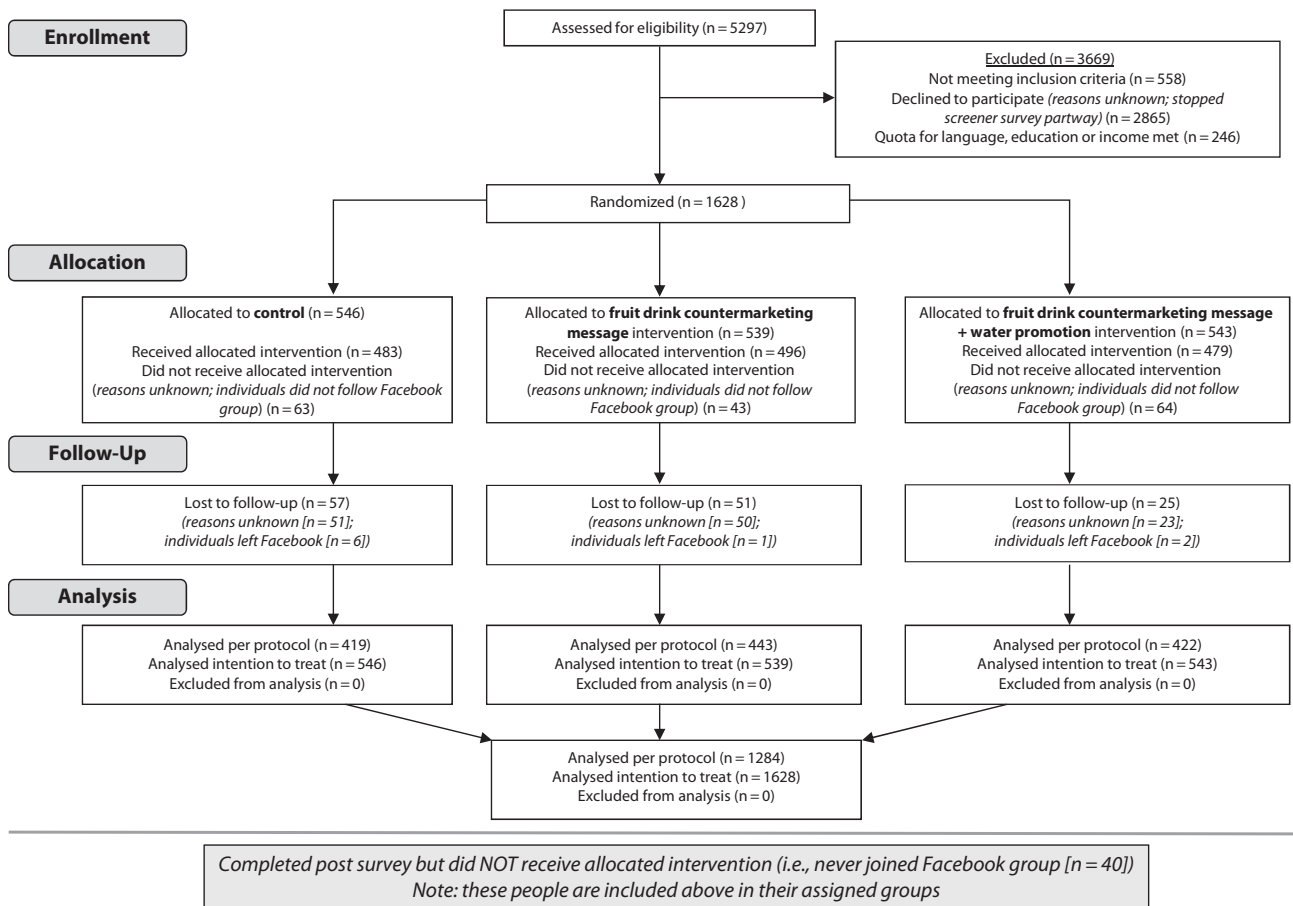 Enrollment
Assessed for eligibility (n = 5297)
Excluded (n = 3669)
Not meeting inclusion criteria (n = 558)
Declined to participate (reasons unknown; stopped
screener survey partway) (n = 2865)
Quota for language, education or income met (n = 246)
Randomized (n = 1628 )
Allocation
Allocated to control (n = 546)
Received allocated intervention (n = 483)
Did not receive allocated intervention
(reasons unknown; individuals did not follow Facebook
group) (n = 63)
Allocated to fruit drink countermarketing
message intervention (n = 539)
Received allocated intervention (n = 496)
Did not receive allocated intervention
(reasons unknown; individuals did not follow
Facebook group) (n = 43)
Allocated to fruit drink countermarketing message
+ water promotion intervention (n = 543)
Received allocated intervention (n = 479)
Did not receive allocated intervention
(reasons unknown; individuals did not follow
Facebook group) (n = 64)
Follow-Up
Lost to follow-up (n = 57)
(reasons unknown [n = 51];
individuals left Facebook [n = 6])
Lost to follow-up (n = 51)
(reasons unknown [n = 50];
individuals left Facebook [n = 1])
Lost to follow-up (n = 25)
(reasons unknown [n = 23];
individuals left Facebook [n = 2])
Analysis
Analysed per protocol (n = 419)
Analysed intention to treat (n = 546)
Excluded from analysis (n = 0)
Analysed per protocol (n = 443)
Analysed intention to treat (n = 539)
Excluded from analysis (n = 0)
Analysed per protocol (n = 422)
Analysed intention to treat (n = 543)
Excluded from analysis (n = 0)
Analysed per protocol (n = 1284)
Analysed intention to treat (n = 1628)
Excluded from analysis (n = 0)
Completed post survey but did NOT receive allocated intervention (i.e., never joined Facebook group [n = 40])
Note: these people are included above in their assigned groups